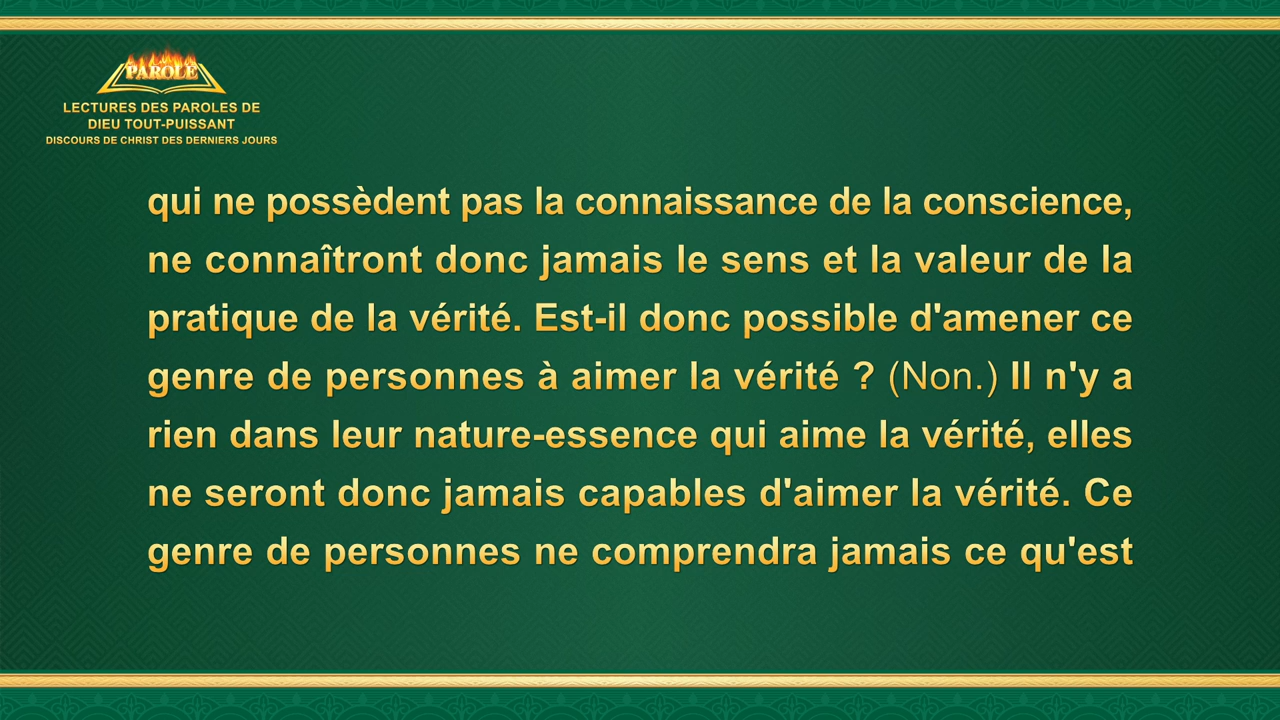 PAROLE
LECTURES DES PAROLES DE
DIEU TOUT-PUISSANT
DISCOURS DE CHRIST DES DERNIERS JOURS
qui ne possèdent pas la connaissance de la conscience,
ne connaîtront donc jamais le sens et la valeur de la
pratique de la vérité. Est-il donc possible d'amener ce
genre de personnes à aimer la vérité ? (Non.) Il n'y a
rien dans leur nature-essence qui aime la vérité, elles
ne seront donc jamais capables d'aimer la vérité. Ce
genre de personnes ne comprendra jamais ce qu'est